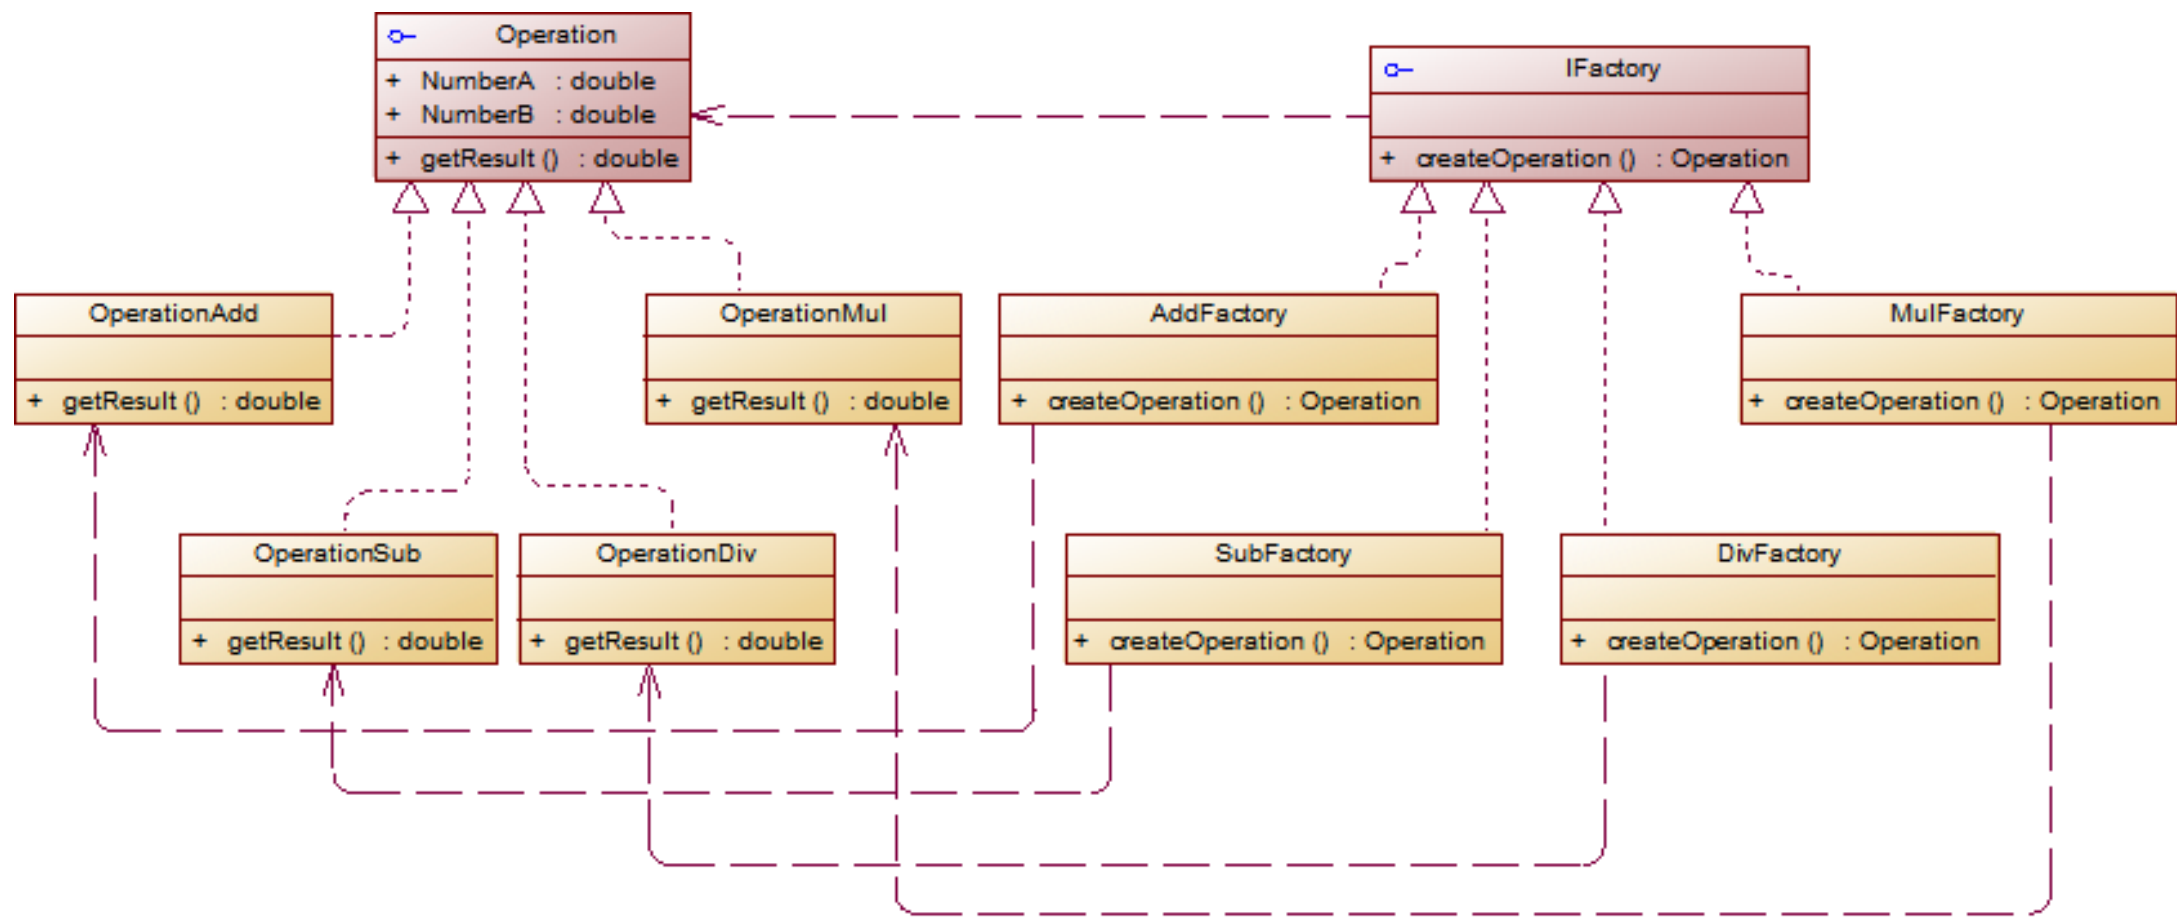 Operation
+ NumberA : double
+ NumberB : double
+ getResult () : double
IFactory
+ createOperation () : Operation
OperationAdd
+ getResult () : double
OperationMul
+ getResult () : double
AddFactory
+ createOperation () : Operation
MulFactory
+ createOperation () : Operation
OperationSub
+ getResult () : double
OperationDiv
+ getResult () : double
SubFactory
+ createOperation () : Operation
DivFactory
+ createOperation () : Operation